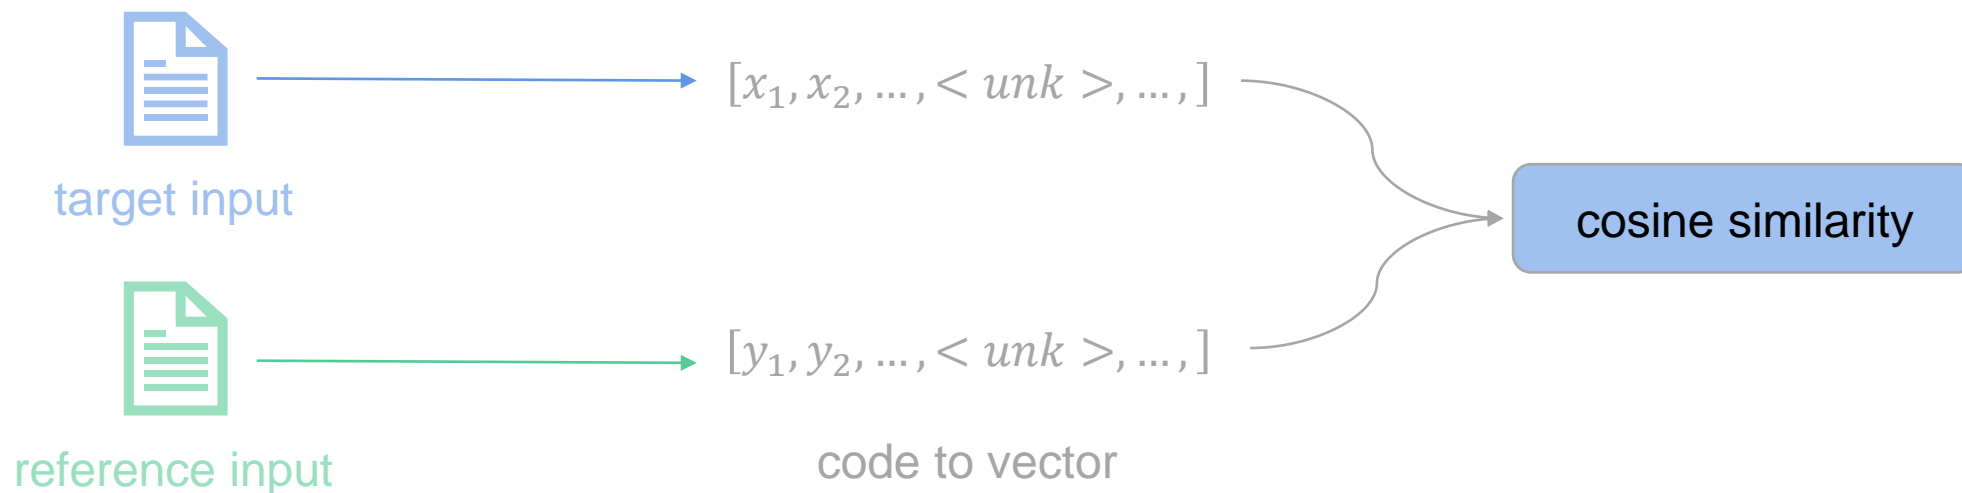 [x₁, x₂, … , < unk >, … , ]
target input
cosine similarity
[y₁, y₂, … , < unk >, … , ]
code to vector
reference input